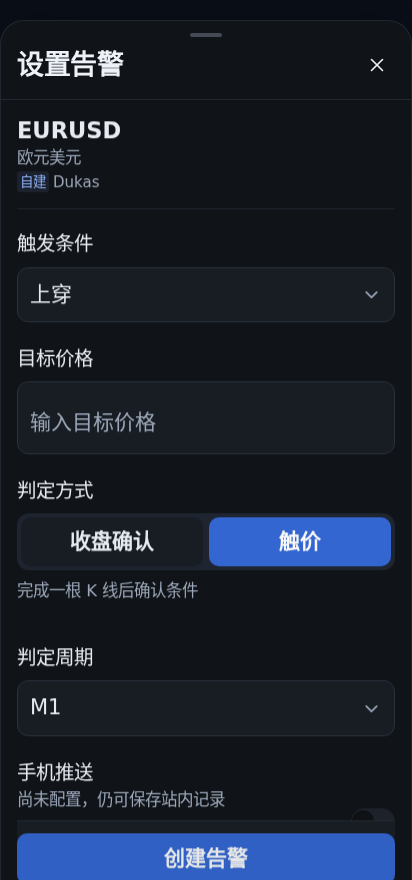 设置告警
EURUSD
欧元美元
自建 Dukas
触发条件
上穿
目标价格
输入目标价格
判定方式
收盘确认 触价
完成一根 K 线后确认条件
判定周期
M1
手机推送
尚未配置，仍可保存站内记录
创建告警